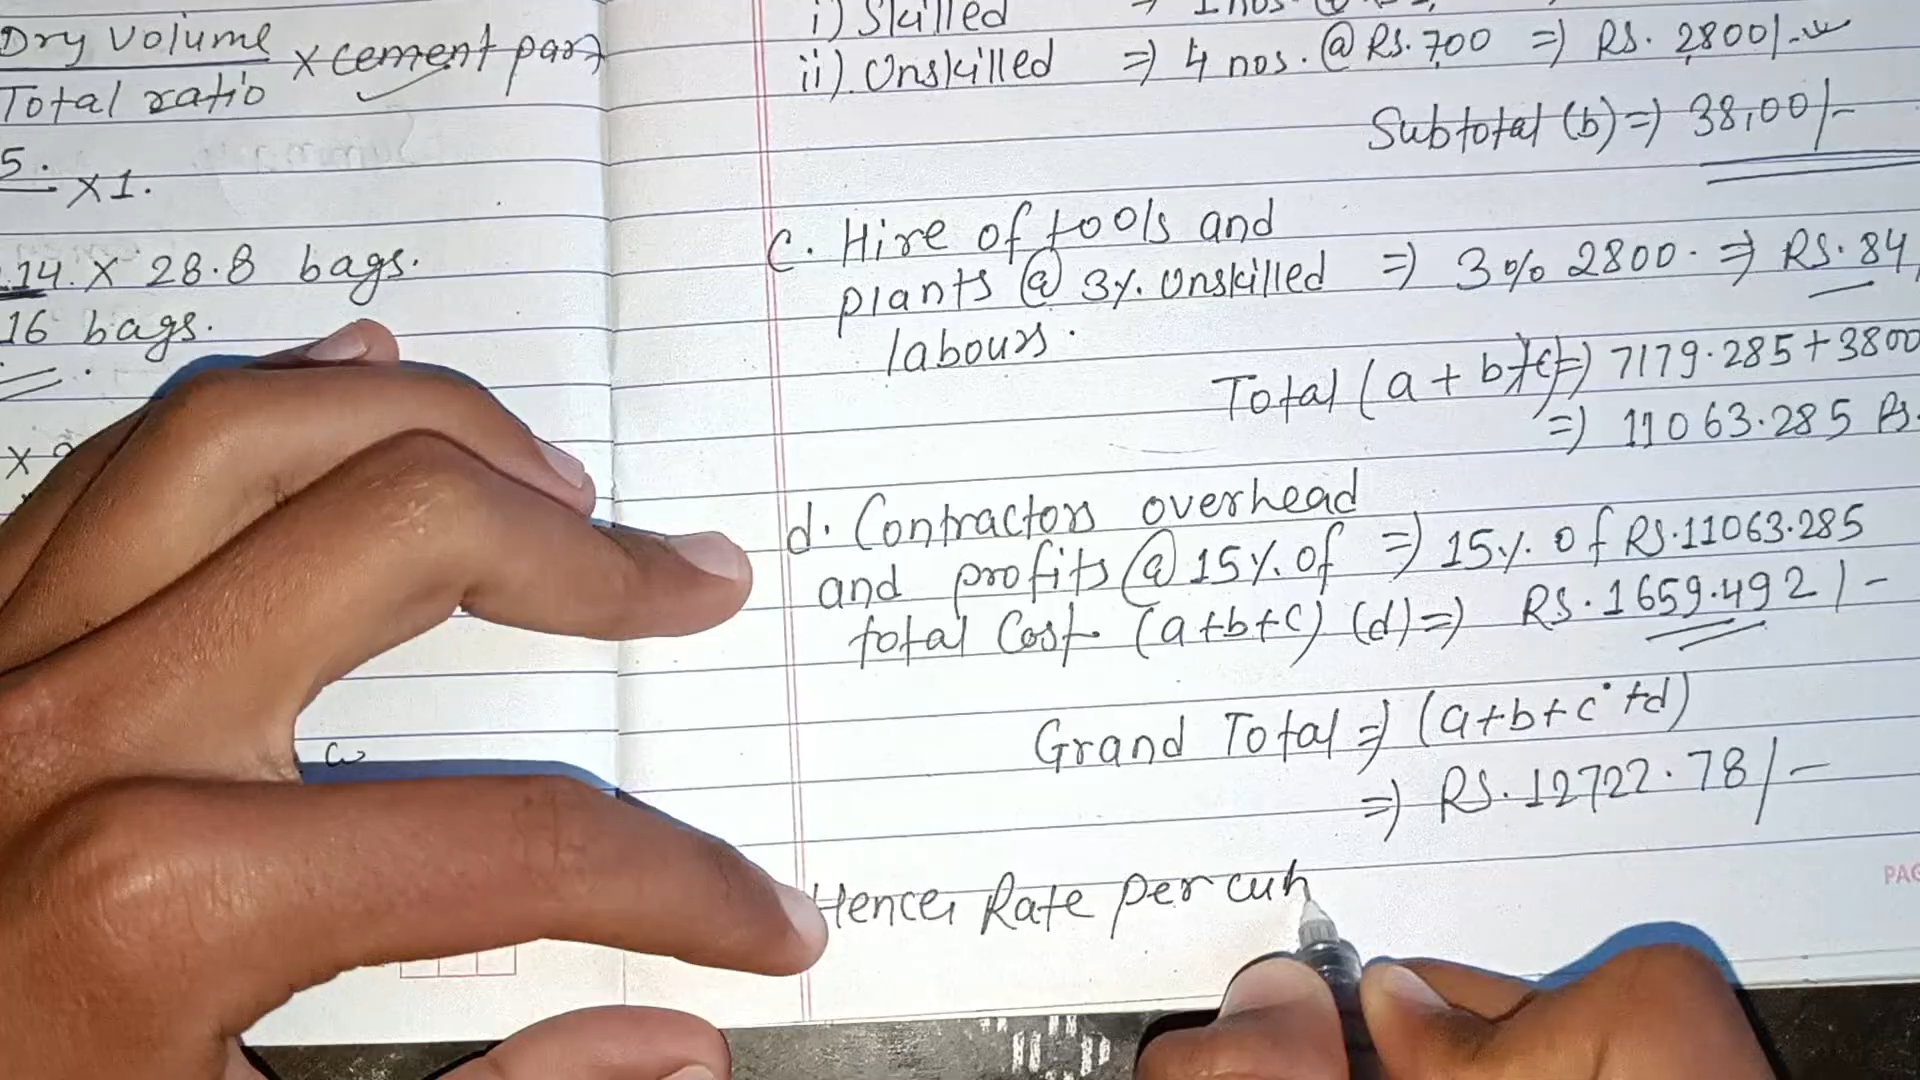 Dry Volume
Total ratio
× cement part
5.
× 1.
.14. × 28.8 bags.
16 bags.
i) Skilled
ii). Unskilled => 4 nos. @ Rs. 700 => Rs. 2800/-
Subtotal (b) => 38,00/-
C. Hire of tools and
plants @ 3%. Unskilled => 3% 2800. => Rs. 84
labours.
Total (a + b + c) => 7179.285 + 3800
=> 11063.285 Rs.
d. Contractors overhead
and profits @ 15%. of => 15%. of Rs. 11063.285
total Cost (a+b+c) (d) => Rs. 1659.492/-
Grand Total => (a+b+c+d)
=> Rs. 12722.78/-
Hence, Rate per cub
PAG